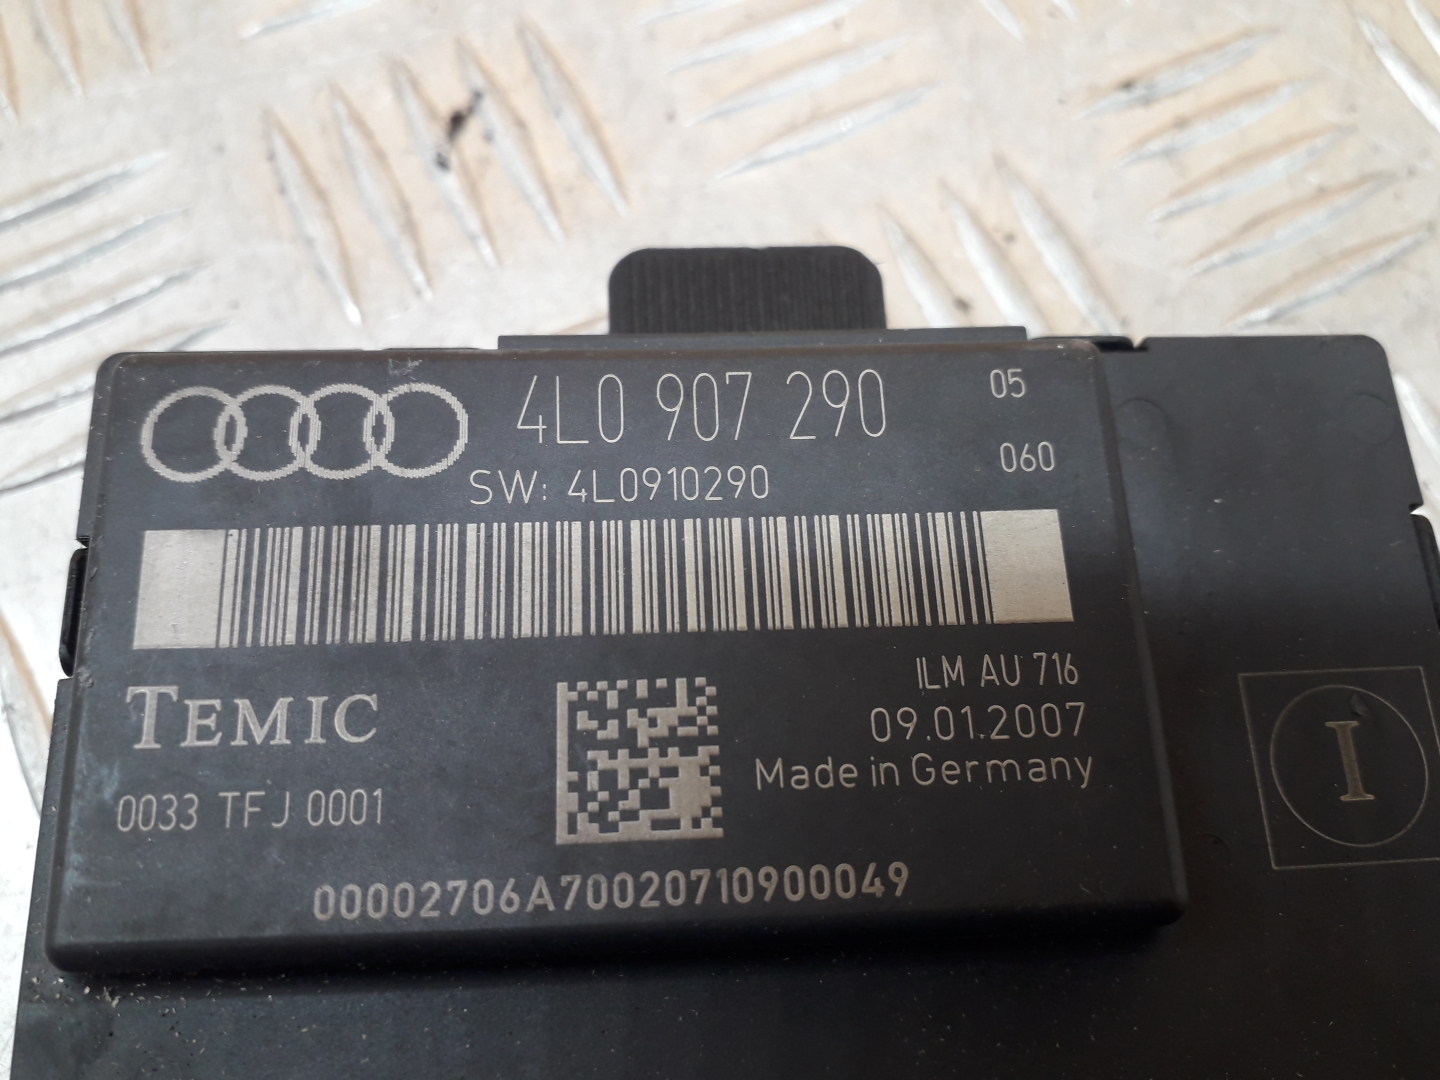 4L0 907 290
05
SW: 4L0910290
060
TEMIC
ILM AU 716
09.01.2007
Made in Germany
0033 TFJ 0001
00002706A70020710900049
I